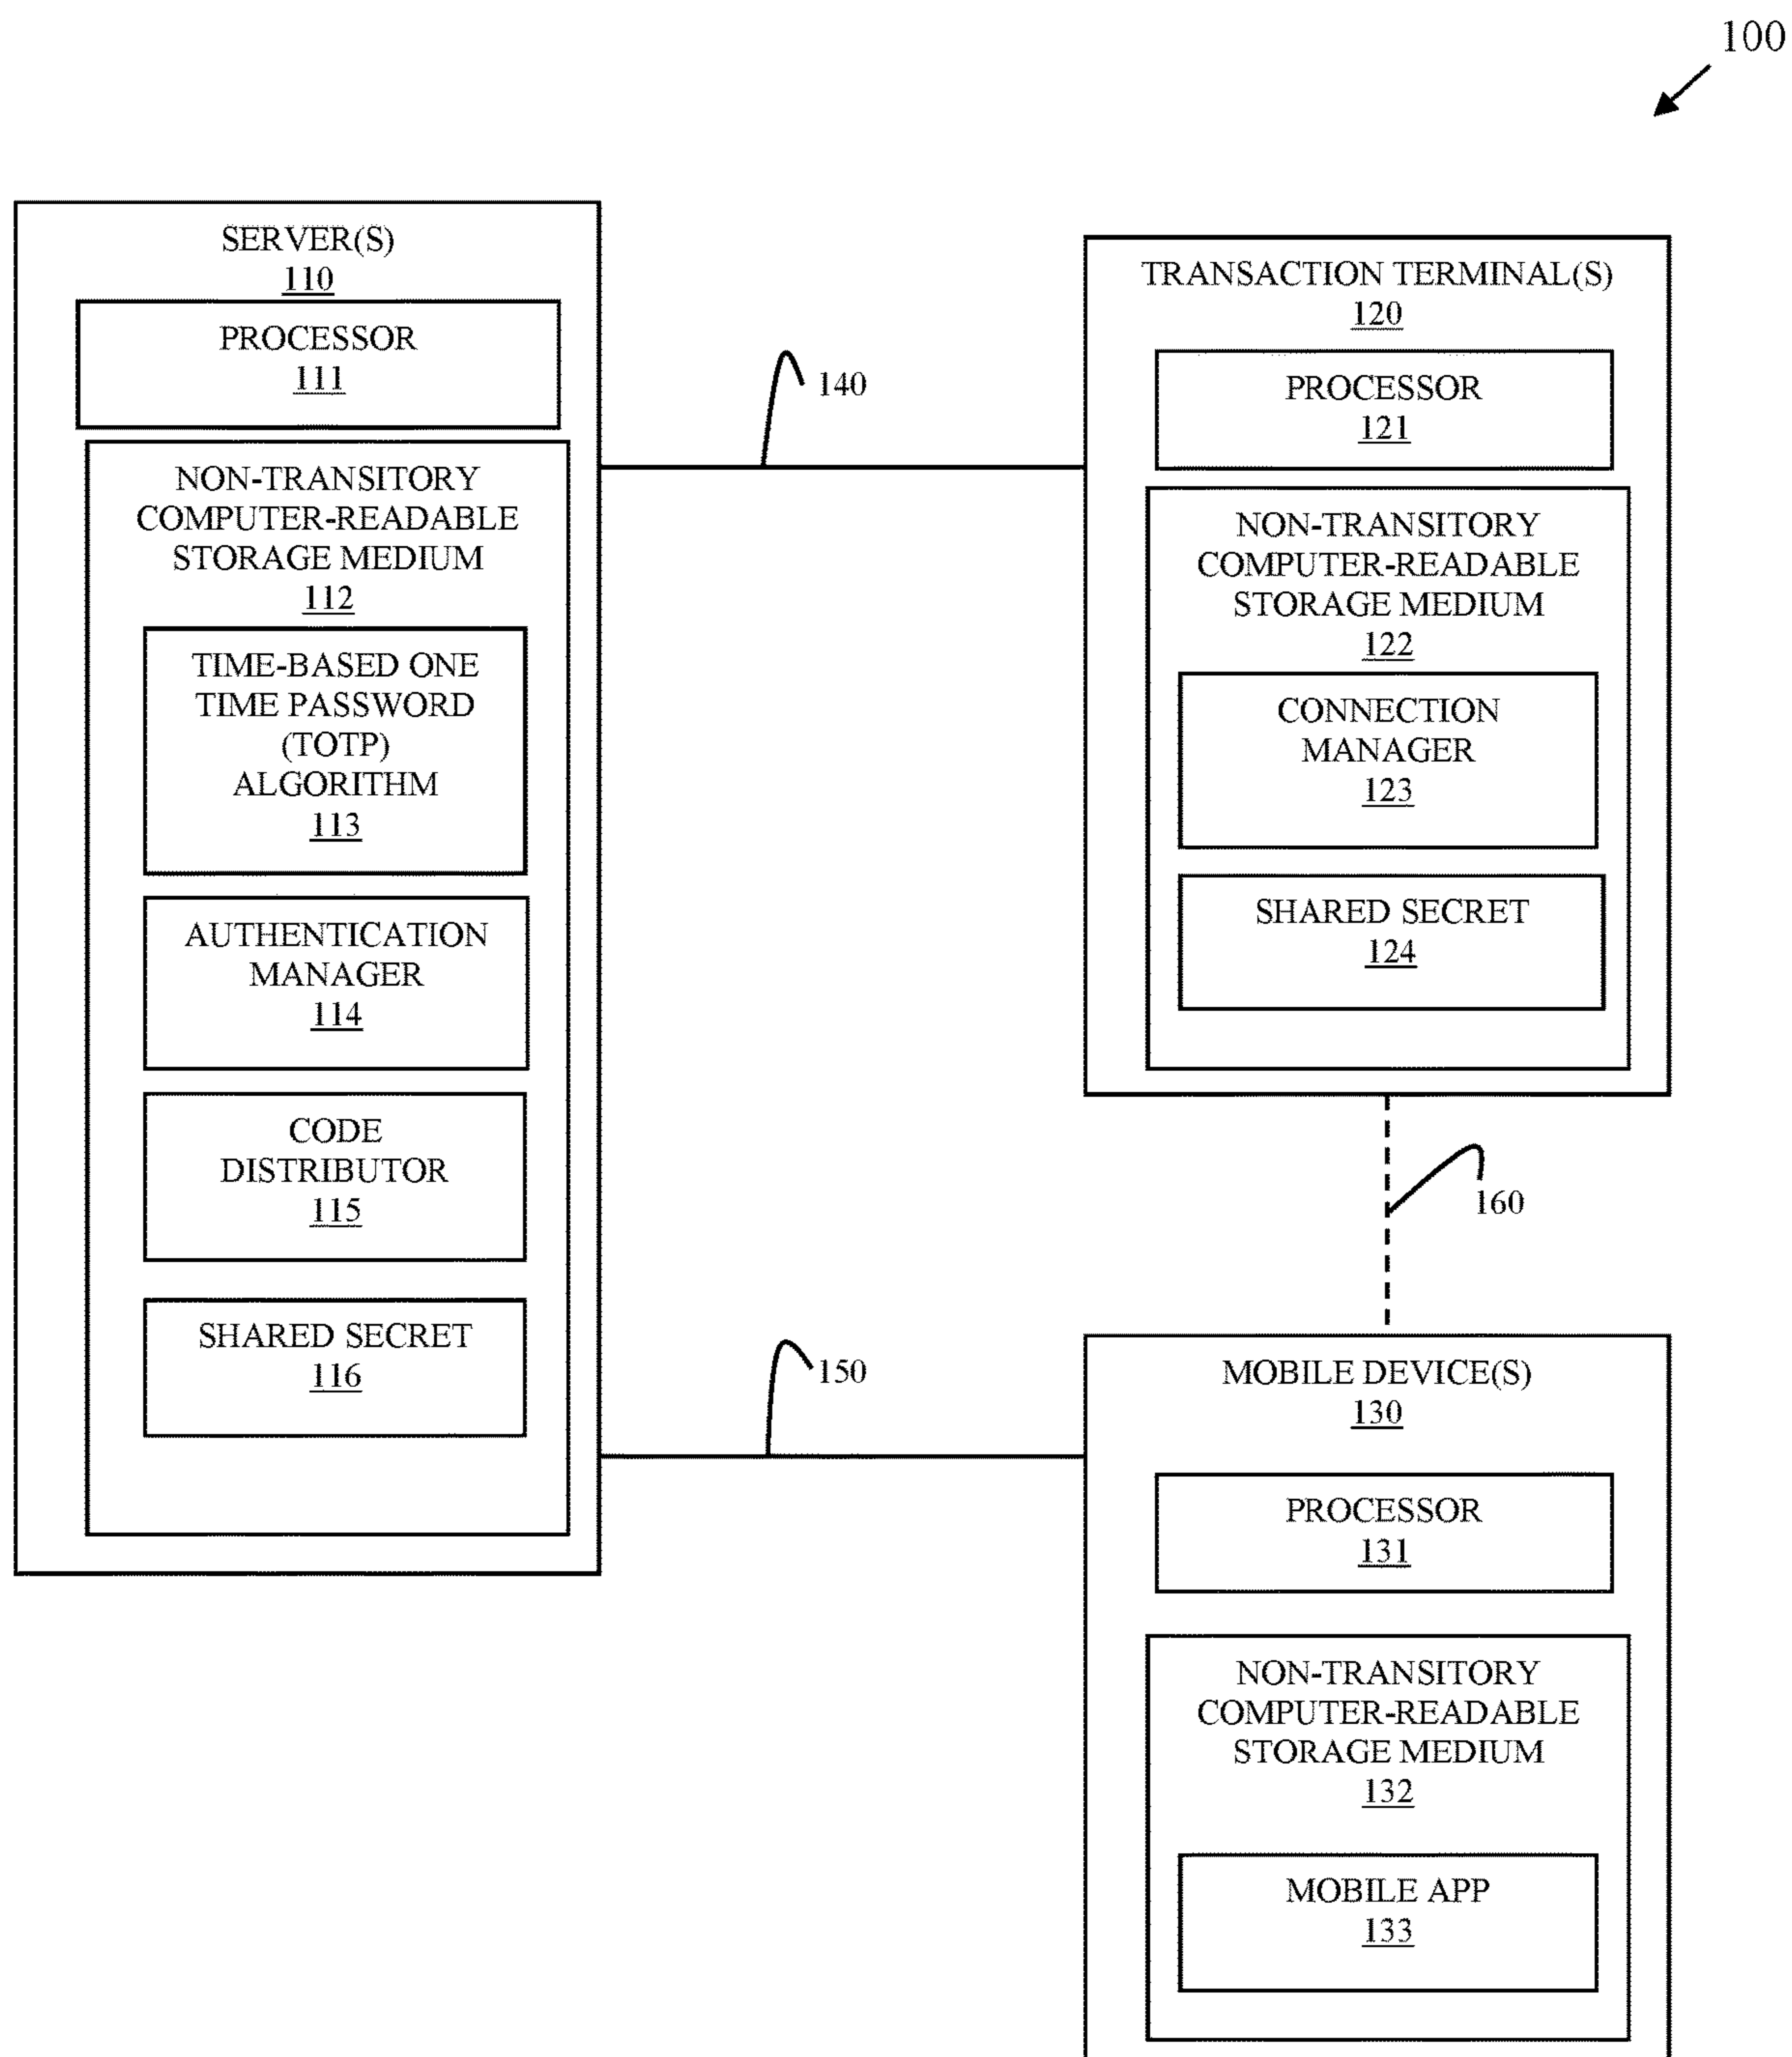 100
SERVER(S)
110
PROCESSOR
111
NON-TRANSITORY
COMPUTER-READABLE
STORAGE MEDIUM
112
TIME-BASED ONE
TIME PASSWORD
(TOTP)
ALGORITHM
113
AUTHENTICATION
MANAGER
114
CODE
DISTRIBUTOR
115
SHARED SECRET
116
140
150
TRANSACTION TERMINAL(S)
120
PROCESSOR
121
NON-TRANSITORY
COMPUTER-READABLE
STORAGE MEDIUM
122
CONNECTION
MANAGER
123
SHARED SECRET
124
160
MOBILE DEVICE(S)
130
PROCESSOR
131
NON-TRANSITORY
COMPUTER-READABLE
STORAGE MEDIUM
132
MOBILE APP
133